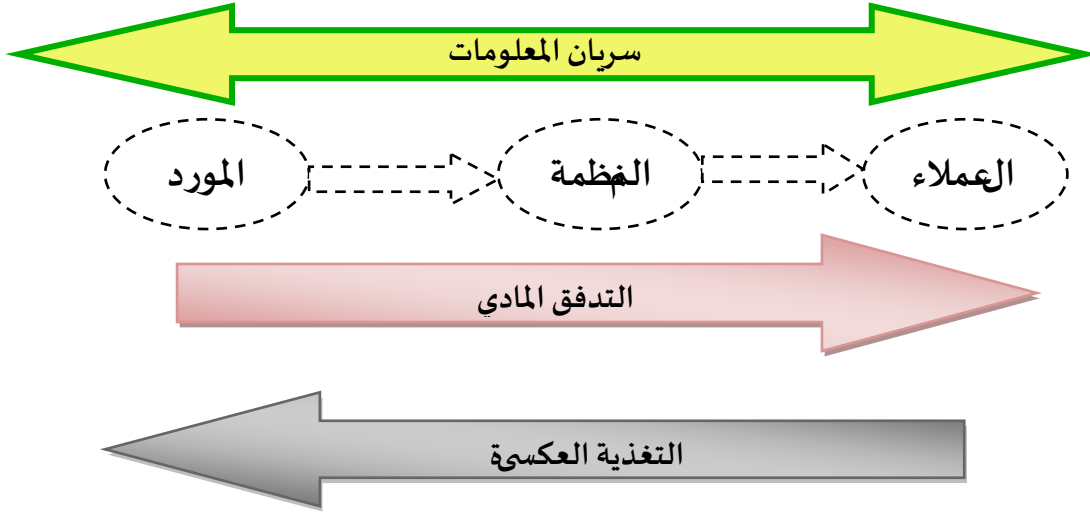 سريان المعلومات
العملاء
المنظمة
المورد
التدفق المادي
التغذية العكسية